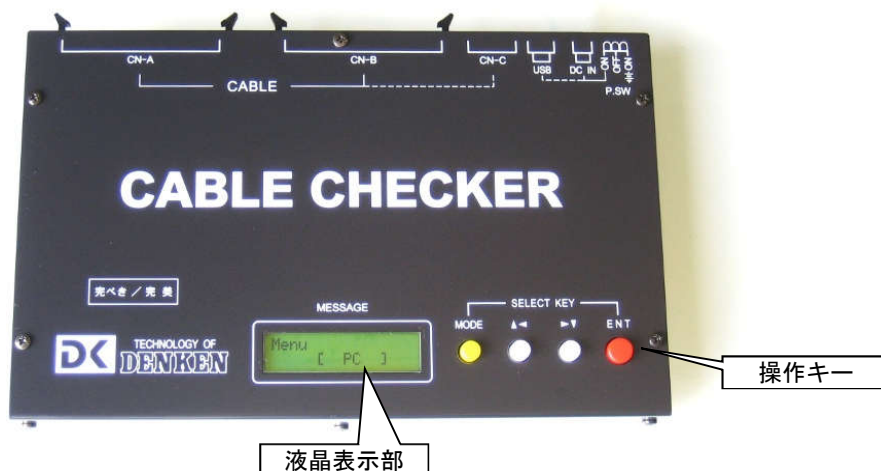 CN-A
CN-B
CN-C
USB
DC IN
ON
OFF
ON
P.SW
CABLE
CABLE CHECKER
完ぺき/完美
MESSAGE
SELECT KEY
MODE
▲◄
►▼
ENT
DK
TECHNOLOGY OF
DENKEN
Menu
[ PC ]
操作キー
液晶表示部